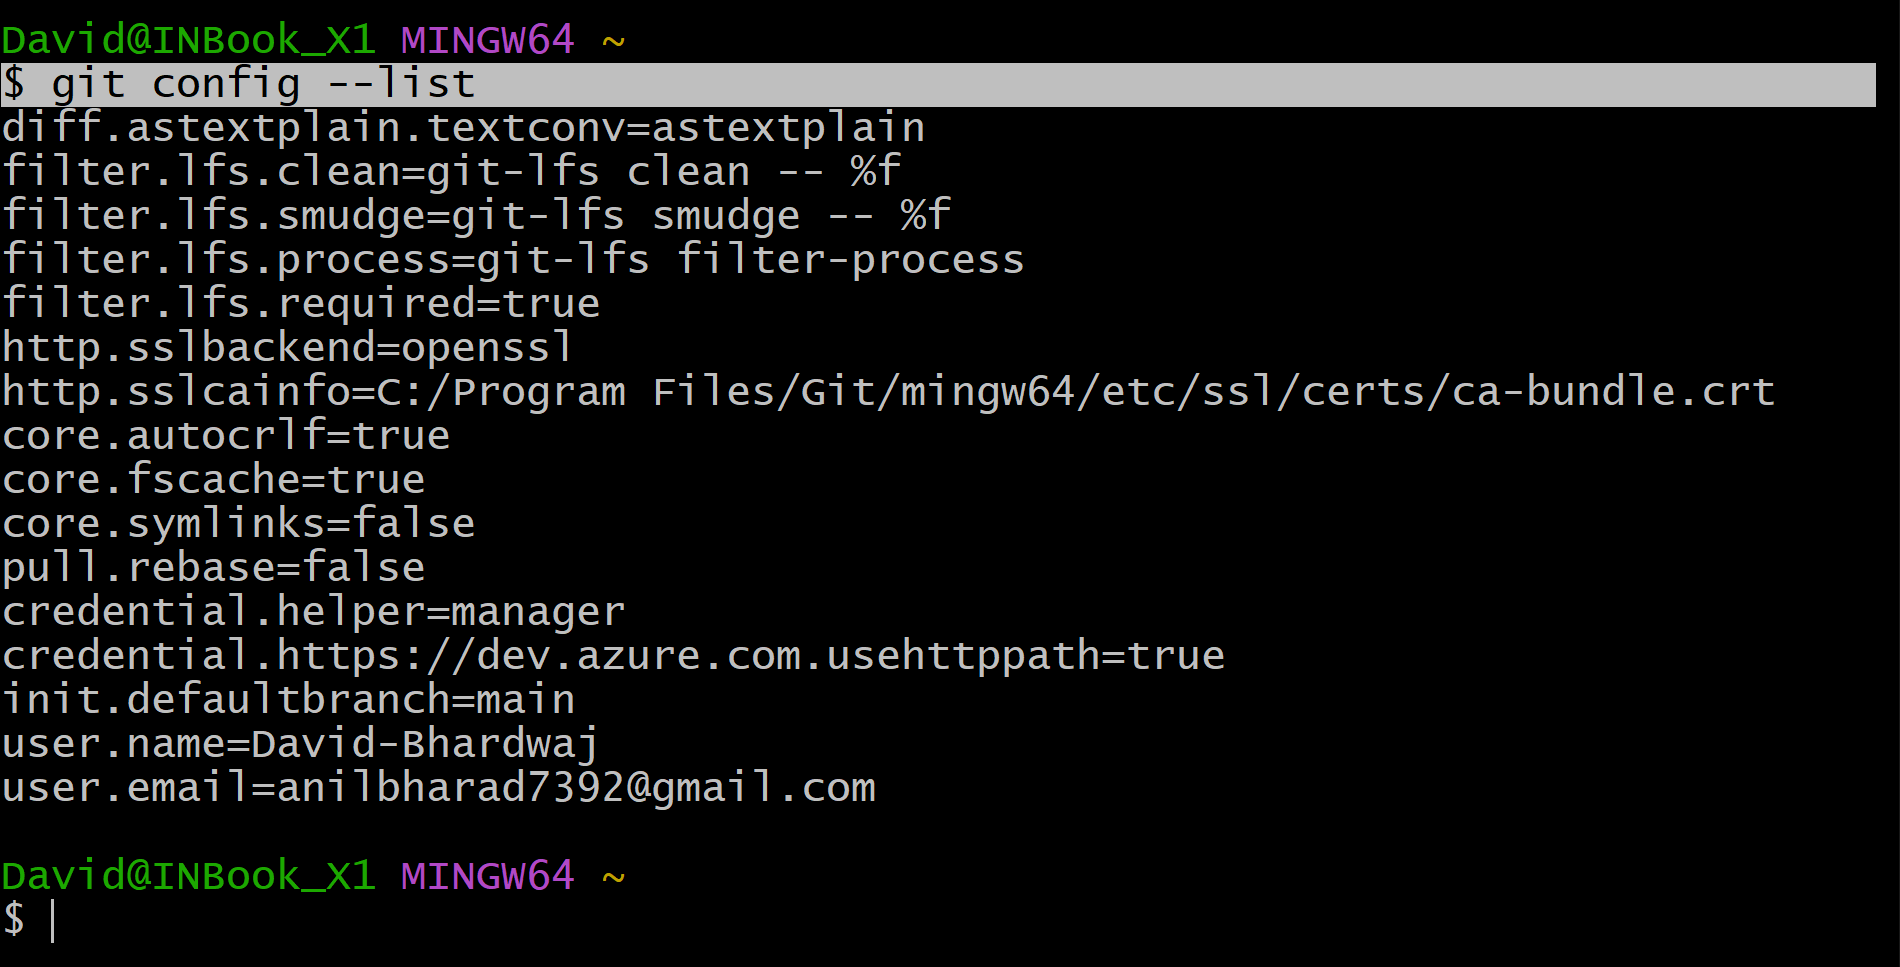 David@INBook_X1 MINGW64 ~
$ git config --list
diff.astextplain.textconv=astextplain
filter.lfs.clean=git-lfs clean -- %f
filter.lfs.smudge=git-lfs smudge -- %f
filter.lfs.process=git-lfs filter-process
filter.lfs.required=true
http.sslbackend=openssl
http.sslcainfo=C:/Program Files/Git/mingw64/etc/ssl/certs/ca-bundle.crt
core.autocrlf=true
core.fscache=true
core.symlinks=false
pull.rebase=false
credential.helper=manager
credential.https://dev.azure.com.usehttppath=true
init.defaultbranch=main
user.name=David-Bhardwaj
user.email=anilbharad7392@gmail.com
David@INBook_X1 MINGW64 ~
$